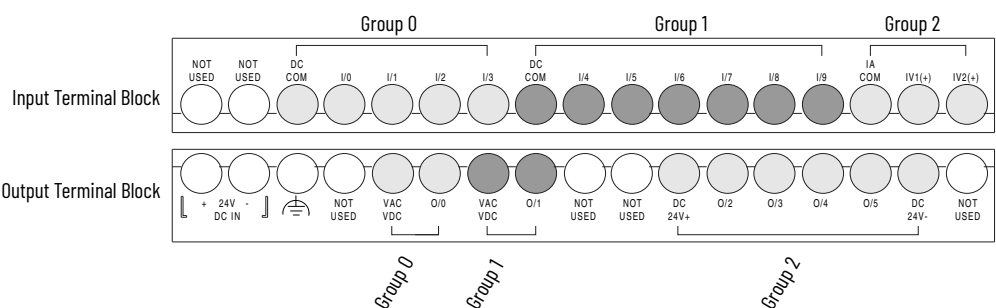 Group 0 Group 1 Group 2
Input Terminal Block
NOT USED NOT USED DC COM I/0 I/1 I/2 I/3 DC COM I/4 I/5 I/6 I/7 I/8 I/9 IA COM IV1(+) IV2(+)
Output Terminal Block
+ 24V - DC IN NOT USED VAC VDC O/0 VAC VDC O/1 NOT USED NOT USED DC 24V+ O/2 O/3 O/4 O/5 DC 24V- NOT USED
Group 0 Group 1 Group 2